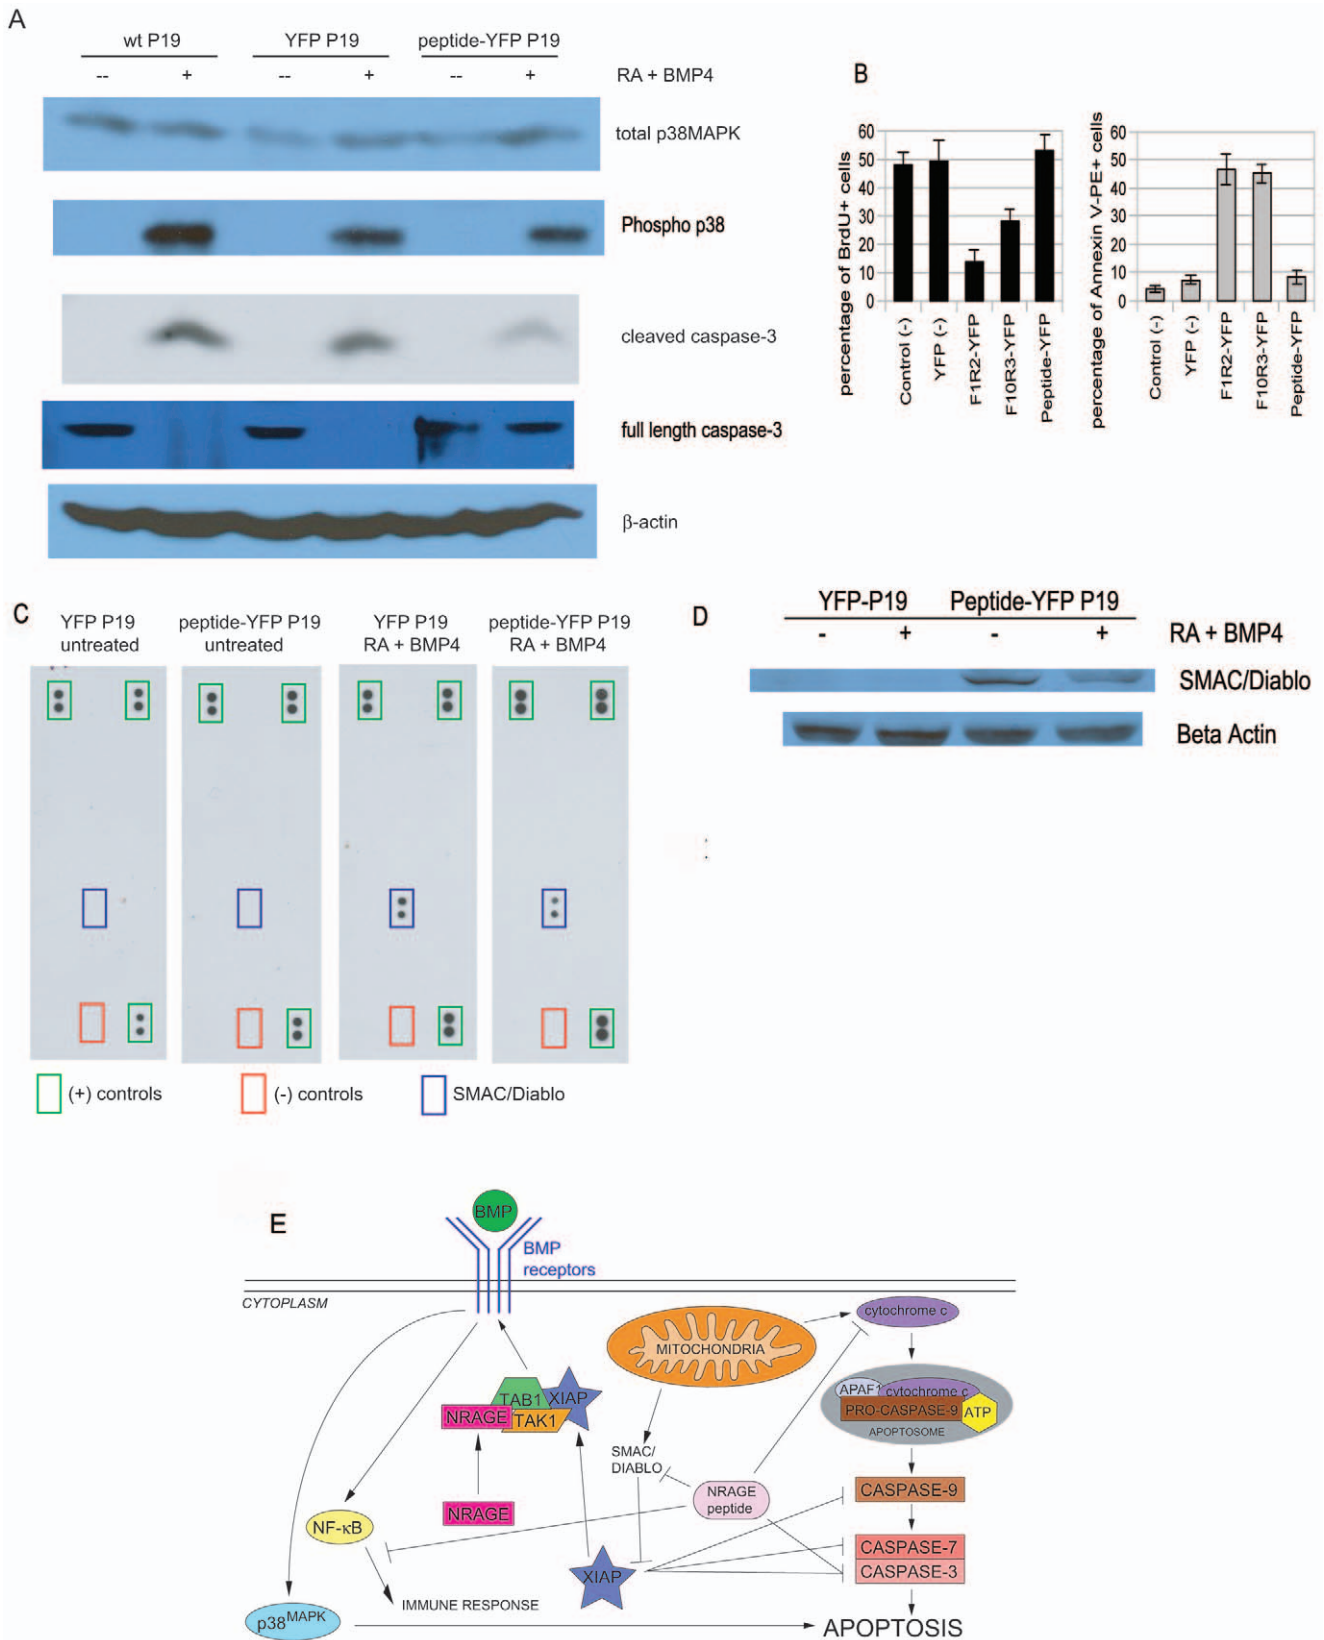 A
wt P19 YFP P19 peptide-YFP P19
-- + -- + -- + RA + BMP4
total p38MAPK
Phospho p38
cleaved caspase-3
full length caspase-3
β-actin
B
percentage of BrdU+ cells
60
50
40
30
20
10
0
Control (-)
YFP (-)
F1R2-YFP
F10R3-YFP
Peptide-YFP
percentage of Annexin V-PE+ cells
60
50
40
30
20
10
0
Control (-)
YFP (-)
F1R2-YFP
F10R3-YFP
Peptide-YFP
C
YFP P19 peptide-YFP P19 YFP P19 peptide-YFP P19
untreated untreated RA + BMP4 RA + BMP4
(+) controls (-) controls SMAC/Diablo
D
YFP-P19 Peptide-YFP P19
- + - + RA + BMP4
SMAC/Diablo
Beta Actin
E
BMP
BMP
receptors
CYTOPLASM
cytochrome c
MITOCHONDRIA
APAF1 cytochrome c
PRO-CASPASE-9 ATP
APOPTOSOME
TAB1 XIAP
NRAGE TAK1
SMAC/
DIABLO
NRAGE
peptide
CASPASE-9
NRAGE
NF-κB
CASPASE-7
CASPASE-3
XIAP
IMMUNE RESPONSE
p38MAPK
APOPTOSIS